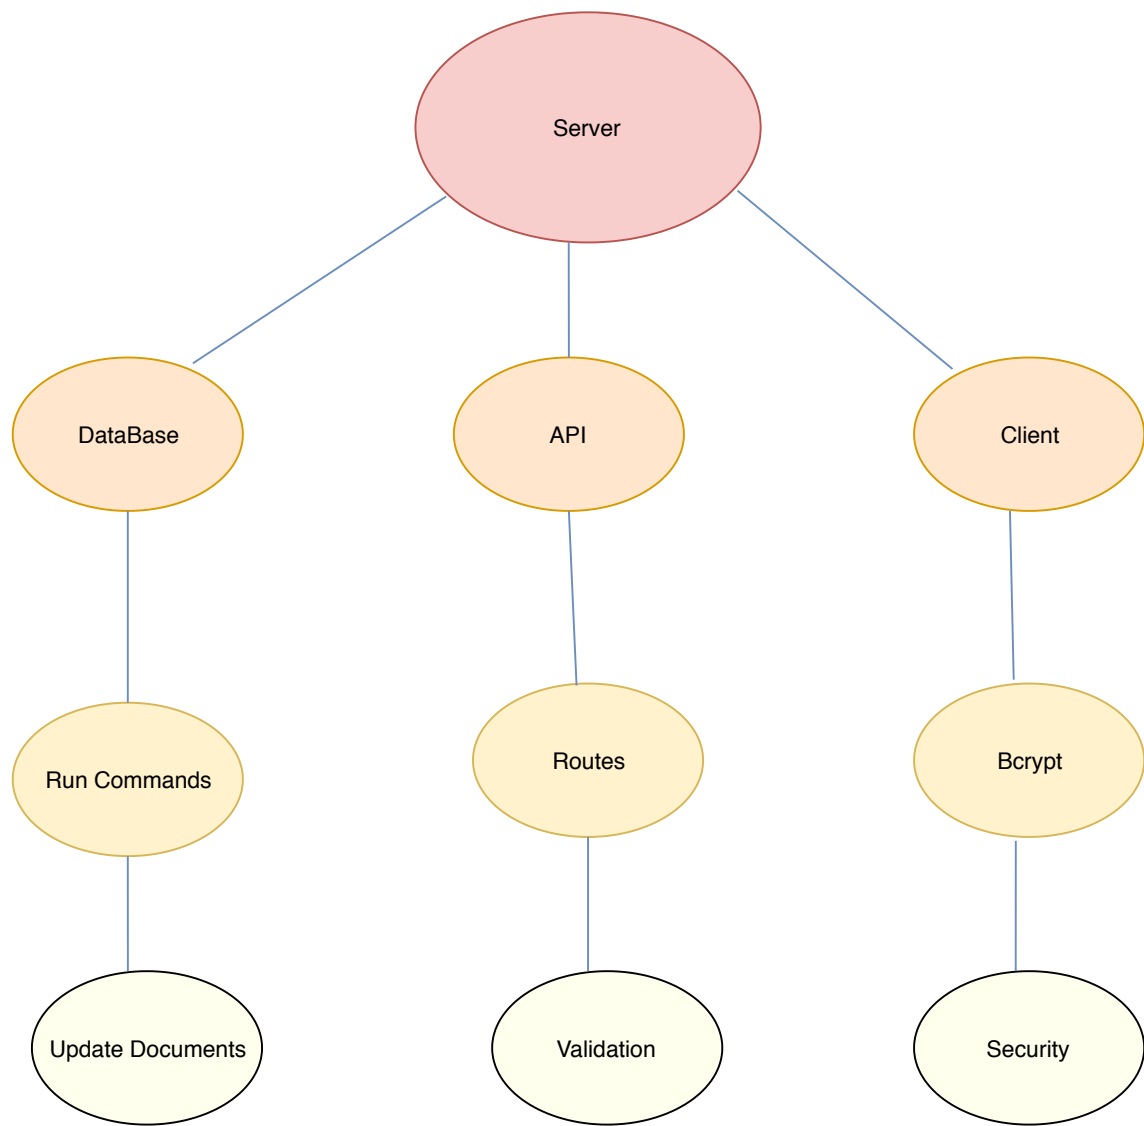 Server
DataBase
API
Client
Run Commands
Routes
Bcrypt
Update Documents
Validation
Security